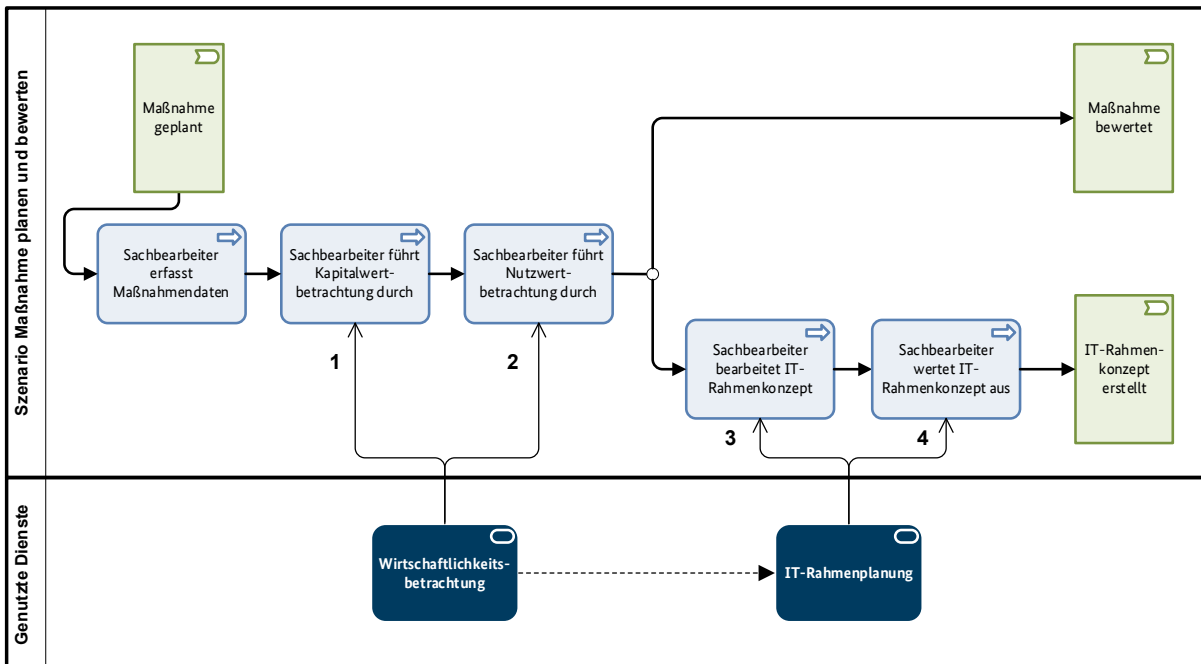 Szenario Maßnahme planen und bewerten
Maßnahme
geplant
Maßnahme
bewertet
Sachbearbeiter
erfasst
Maßnahmendaten
Sachbearbeiter führt
Kapitalwert-
betrachtung durch
Sachbearbeiter führt
Nutzwert-
betrachtung durch
1
2
Sachbearbeiter
bearbeitet IT-
Rahmenkonzept
Sachbearbeiter
wertet IT-
Rahmenkonzept aus
IT-Rahmen-
konzept
erstellt
3
4
Genutzte Dienste
Wirtschaftlichkeits-
betrachtung
IT-Rahmenplanung